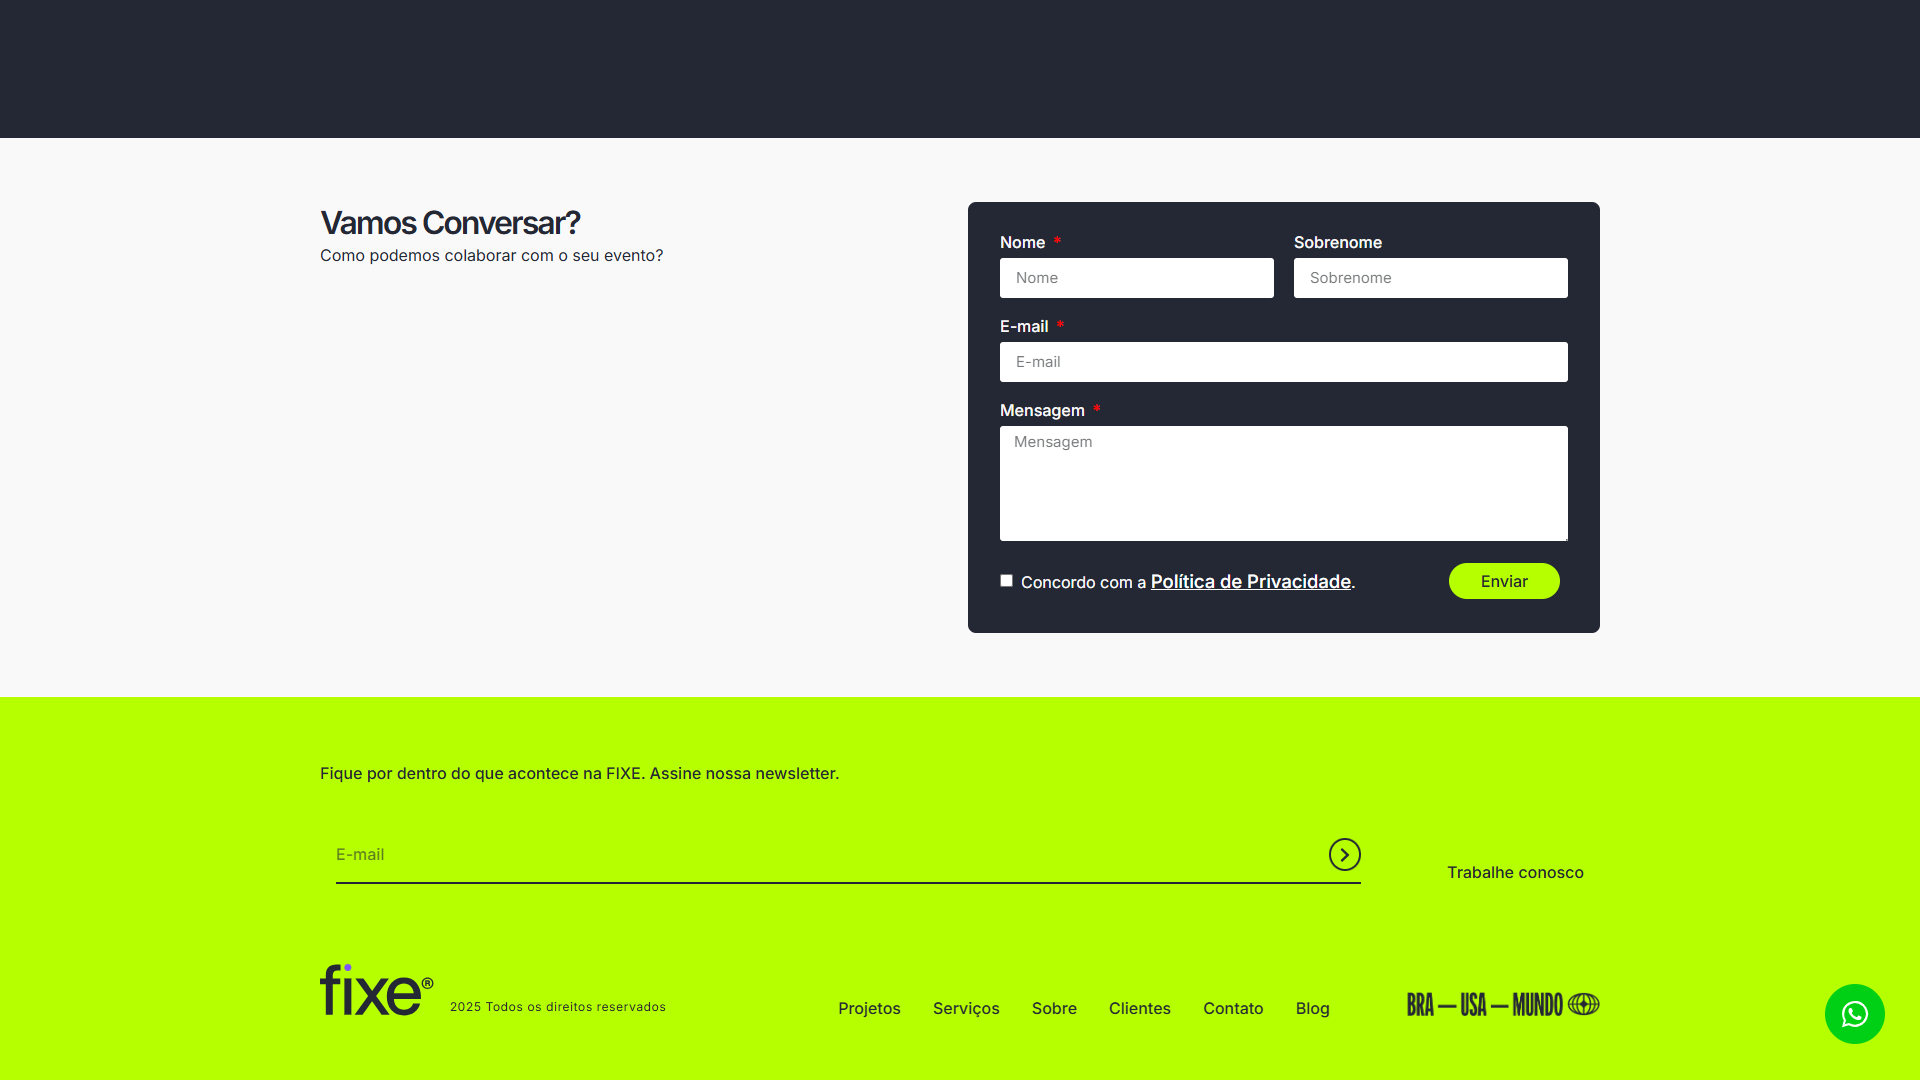 Vamos Conversar?
Como podemos colaborar com o seu evento?
Nome *
Sobrenome
Nome
Sobrenome
E-mail *
E-mail
Mensagem *
Mensagem
Concordo com a Política de Privacidade.
Enviar
Fique por dentro do que acontece na FIXE. Assine nossa newsletter.
E-mail
Trabalhe conosco
fixe®
2025 Todos os direitos reservados
Projetos
Serviços
Sobre
Clientes
Contato
Blog
BRA — USA — MUNDO